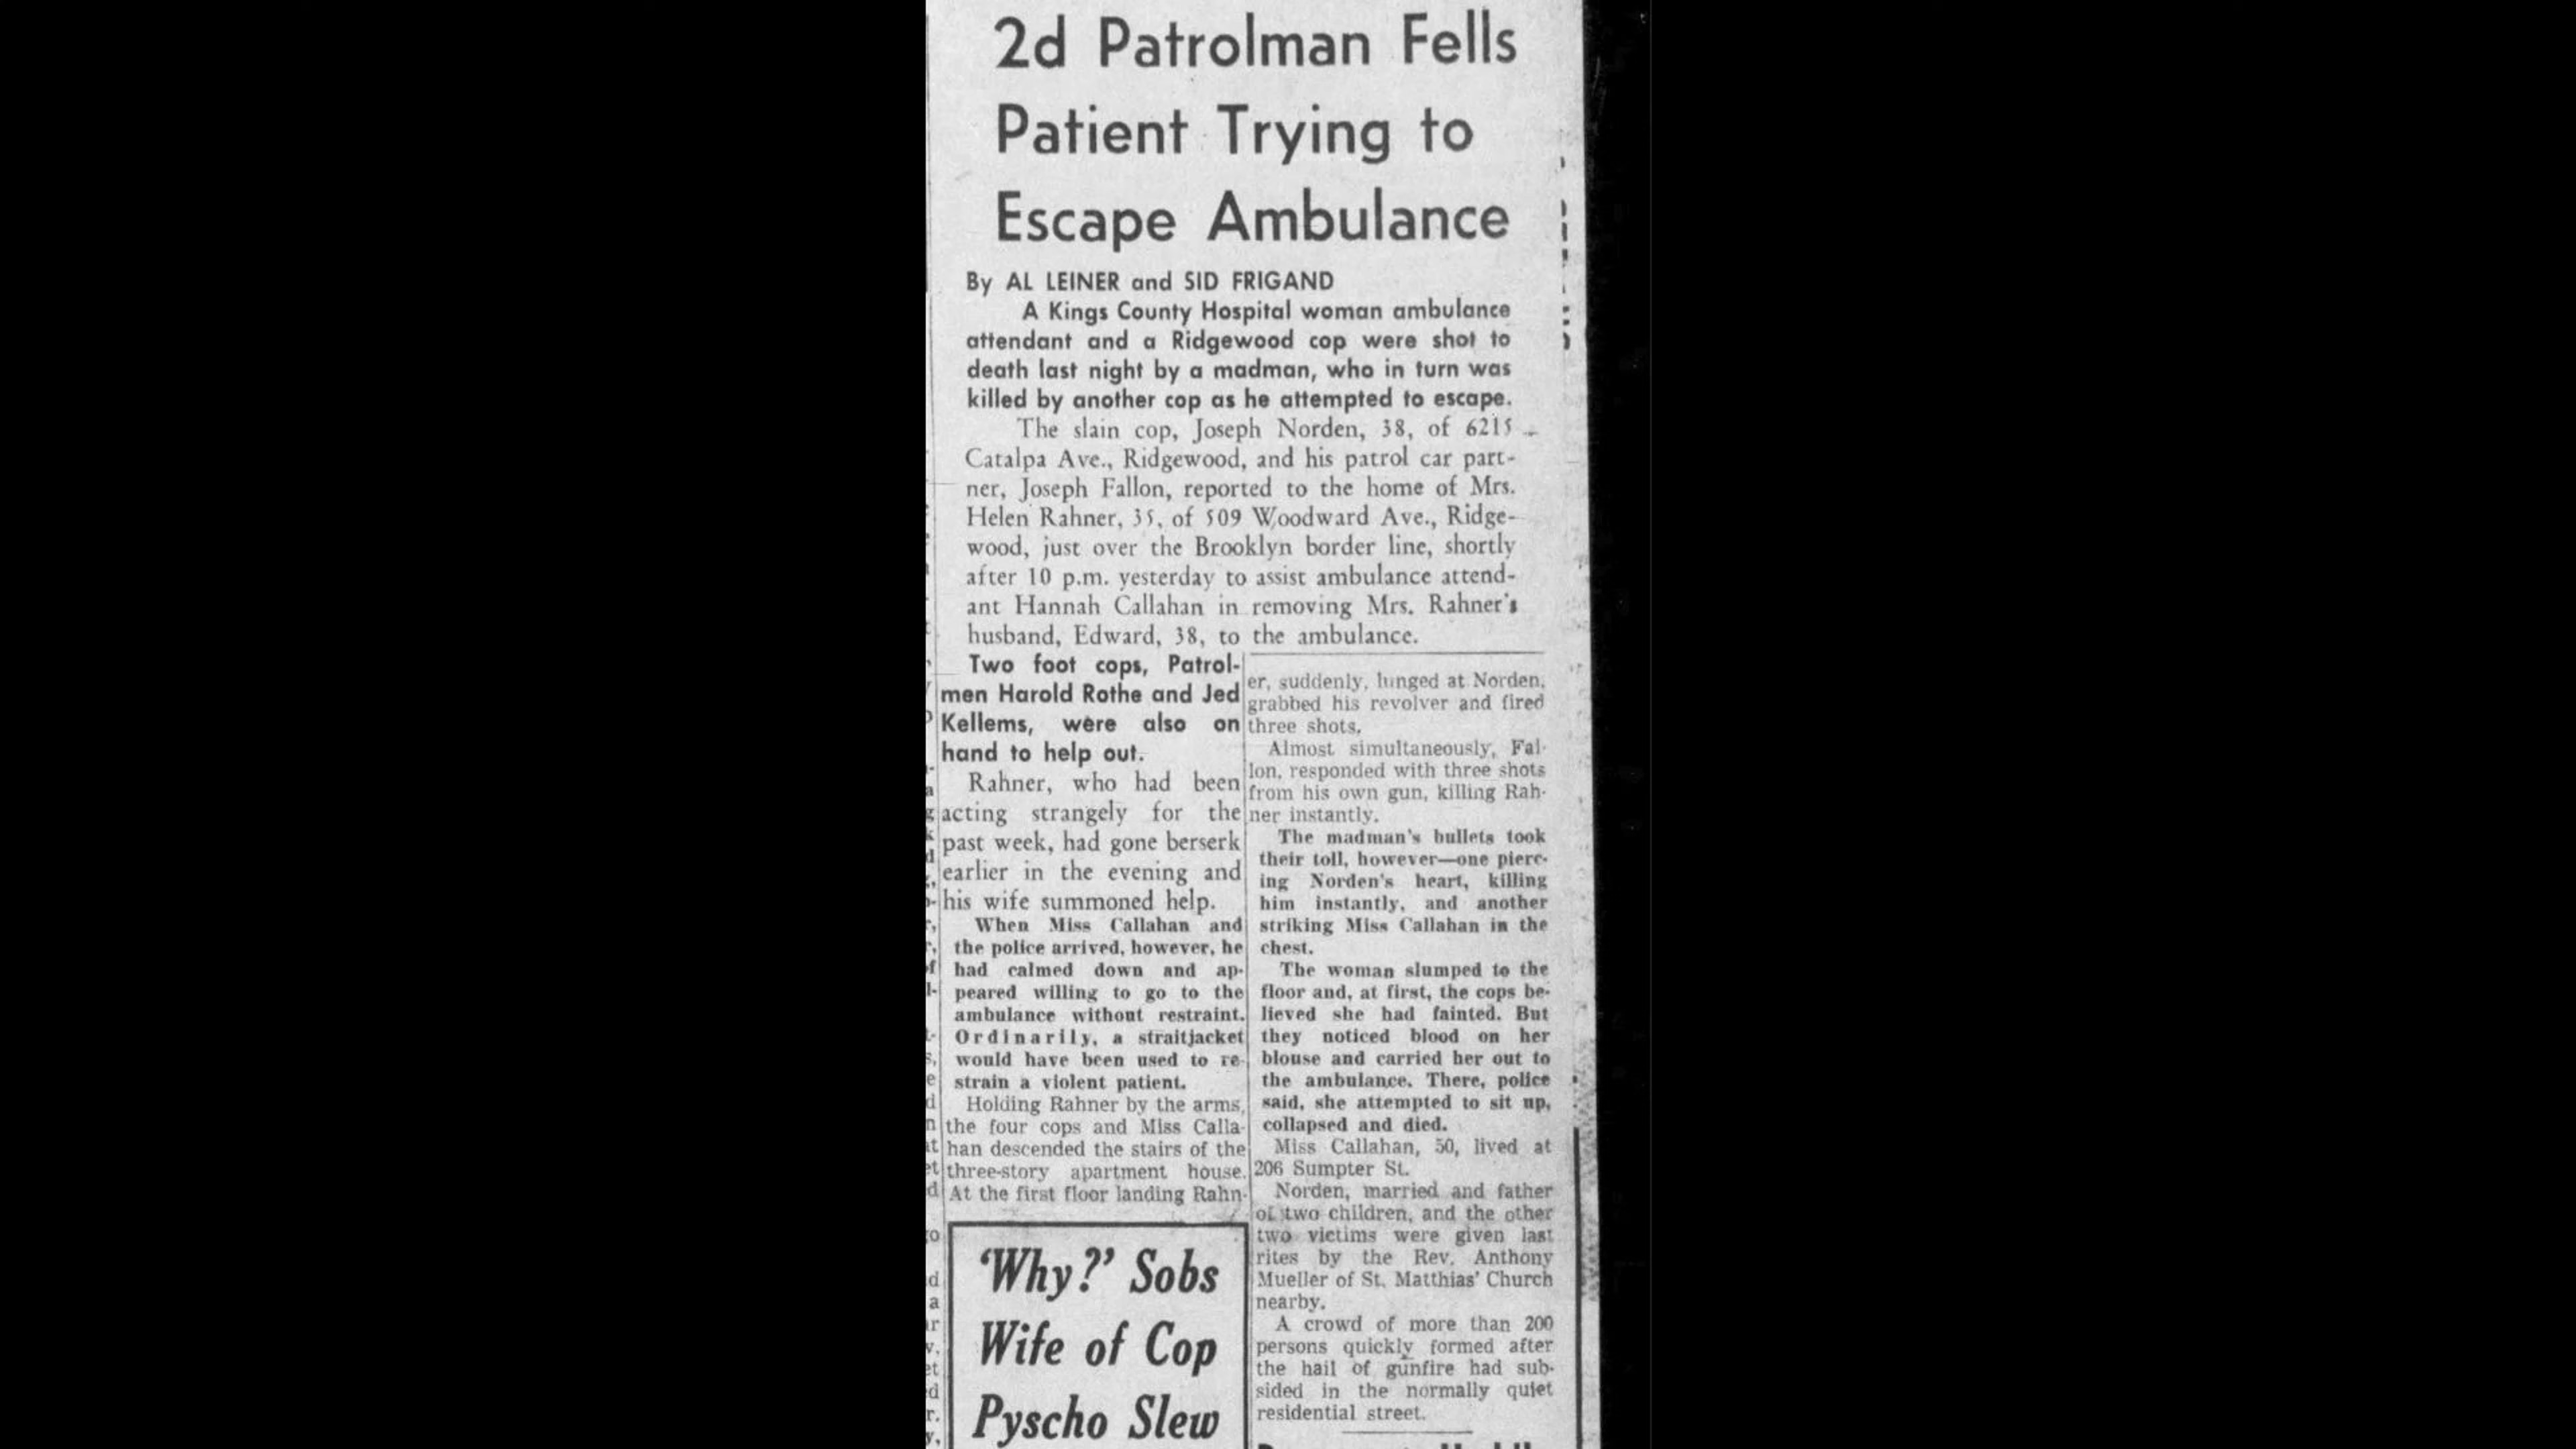 2d Patrolman Fells
Patient Trying to
Escape Ambulance
By AL LEINER and SID FRIGAND
A Kings County Hospital woman ambulance
attendant and a Ridgewood cop were shot to
death last night by a madman, who in turn was
killed by another cop as he attempted to escape.
The slain cop, Joseph Norden, 38, of 6215
Catalpa Ave., Ridgewood, and his patrol car part-
ner, Joseph Fallon, reported to the home of Mrs.
Helen Rahner, 35, of 509 Woodward Ave., Ridge-
wood, just over the Brooklyn border line, shortly
after 10 p.m. yesterday to assist ambulance attend-
ant Hannah Callahan in removing Mrs. Rahner's
husband, Edward, 38, to the ambulance.
Two foot cops, Patrol-
men Harold Rothe and Jed
Kellems, were also on
hand to help out.
Rahner, who had been
acting strangely for the
past week, had gone berserk
earlier in the evening and
his wife summoned help.
When Miss Callahan and
the police arrived, however, he
had calmed down and ap-
peared willing to go to the
ambulance without restraint.
Ordinarily, a straitjacket
would have been used to re-
strain a violent patient.
Holding Rahner by the arms,
the four cops and Miss Calla-
han descended the stairs of the
three-story apartment house.
At the first floor landing Rahn-
er, suddenly, lunged at Norden,
grabbed his revolver and fired
three shots.
Almost simultaneously, Fal-
lon, responded with three shots
from his own gun, killing Rah-
ner instantly.
The madman's bullets took
their toll, however—one pierc-
ing Norden's heart, killing
him instantly, and another
striking Miss Callahan in the
chest.
The woman slumped to the
floor and, at first, the cops be-
lieved she had fainted. But
they noticed blood on her
blouse and carried her out to
the ambulance. There, police
said, she attempted to sit up,
collapsed and died.
Miss Callahan, 50, lived at
206 Sumpter St.
Norden, married and father
of two children, and the other
two victims were given last
rites by the Rev. Anthony
Mueller of St. Matthias' Church
nearby.
A crowd of more than 200
persons quickly formed after
the hail of gunfire had sub-
sided in the normally quiet
residential street.
'Why?' Sobs
Wife of Cop
Pyscho Slew